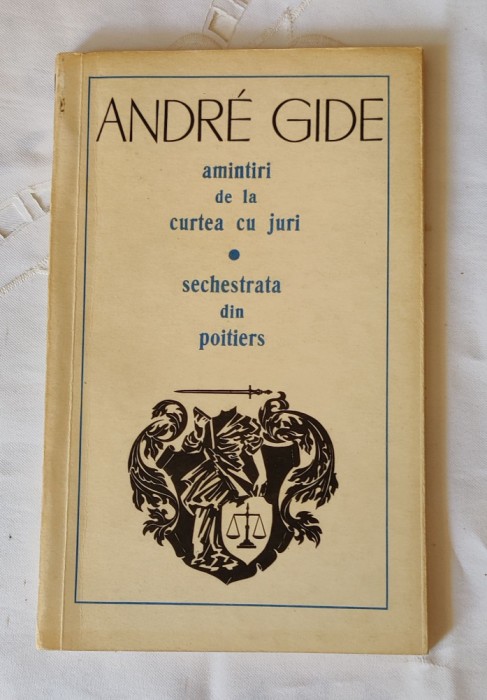 ANDRÉ GIDE
amintiri
de la
curtea cu juri
sechestrata
din
poitiers